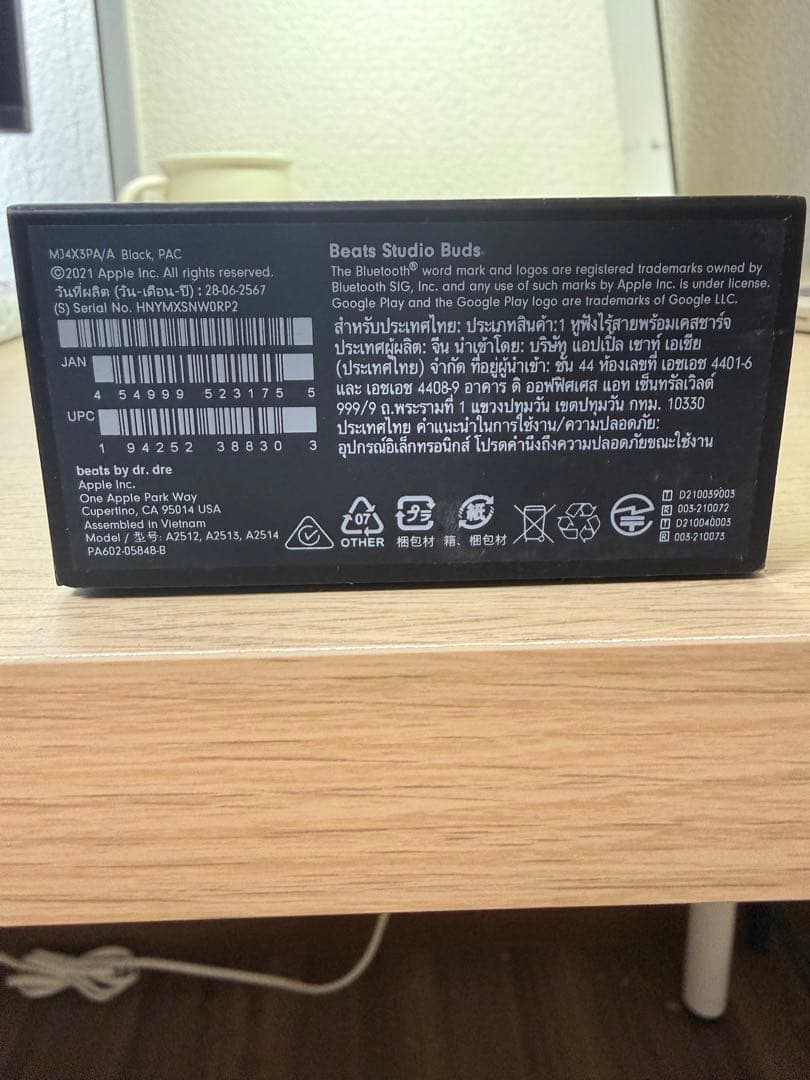 MJ4X3PA/A Black, PAC
©2021 Apple Inc. All rights reserved.
วันที่ผลิต (วัน-เดือน-ปี) : 28-06-2567
(S) Serial No. HNYMXSNW0RP2
JAN
4 54999 52317 5 5
UPC
1 94252 38830 3
beats by dr. dre
Apple Inc.
One Apple Park Way
Cupertino, CA 95014 USA
Assembled in Vietnam
Model / 型号: A2512, A2513, A2514
PA602-05848-B
Beats Studio Buds
The Bluetooth® word mark and logos are registered trademarks owned by
Bluetooth SIG, Inc. and any use of such marks by Apple Inc. is under license.
Google Play and the Google Play logo are trademarks of Google LLC.
สำหรับประเทศไทย: ประเภทสินค้า:1 หูฟังไร้สายพร้อมเคสชาร์จ
ประเทศผู้ผลิต: จีน นำเข้าโดย: บริษัท แอปเปิล เซาท์ เอเชีย
(ประเทศไทย) จำกัด ที่อยู่ผู้นำเข้า: ชั้น 44 ห้องเลขที่ เอชเอช 4401-6
และ เอชเอช 4408-9 อาคาร ดิ ออฟฟิศเศส แอท เซ็นทรัลเวิลด์
999/9 ถ.พระรามที่ 1 แขวงปทุมวัน เขตปทุมวัน กทม. 10330
ประเทศไทย คำแนะนำในการใช้งาน/ความปลอดภัย:
อุปกรณ์อิเล็กทรอนิกส์ โปรดคำนึงถึงความปลอดภัยขณะใช้งาน
07
OTHER
プラ
梱包材
紙
箱、梱包材
T D210039003
R 003-210072
T D210040003
R 003-210073